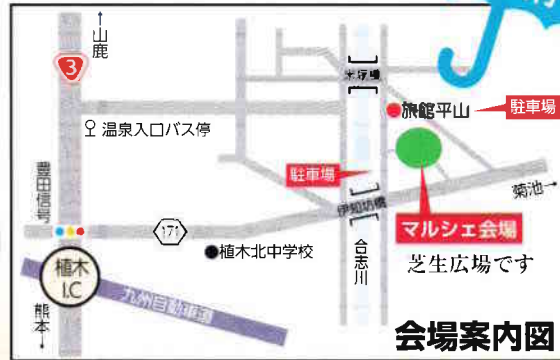 ←山鹿
3
米塚橋
旅館平山
駐車場
温泉入口バス停
豊田信号
駐車場
菊池→
伊知坊橋
171
マルシェ会場
植木北中学校
合志川
芝生広場です
植木
I.C
九州自動車道
熊本→
会場案内図